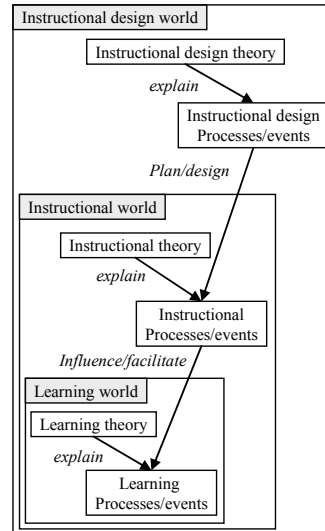 Instructional design world
Instructional design theory
explain
Instructional design
Processes/events
Plan/design
Instructional world
Instructional theory
explain
Instructional
Processes/events
Influence/facilitate
Learning world
Learning theory
explain
Learning
Processes/events